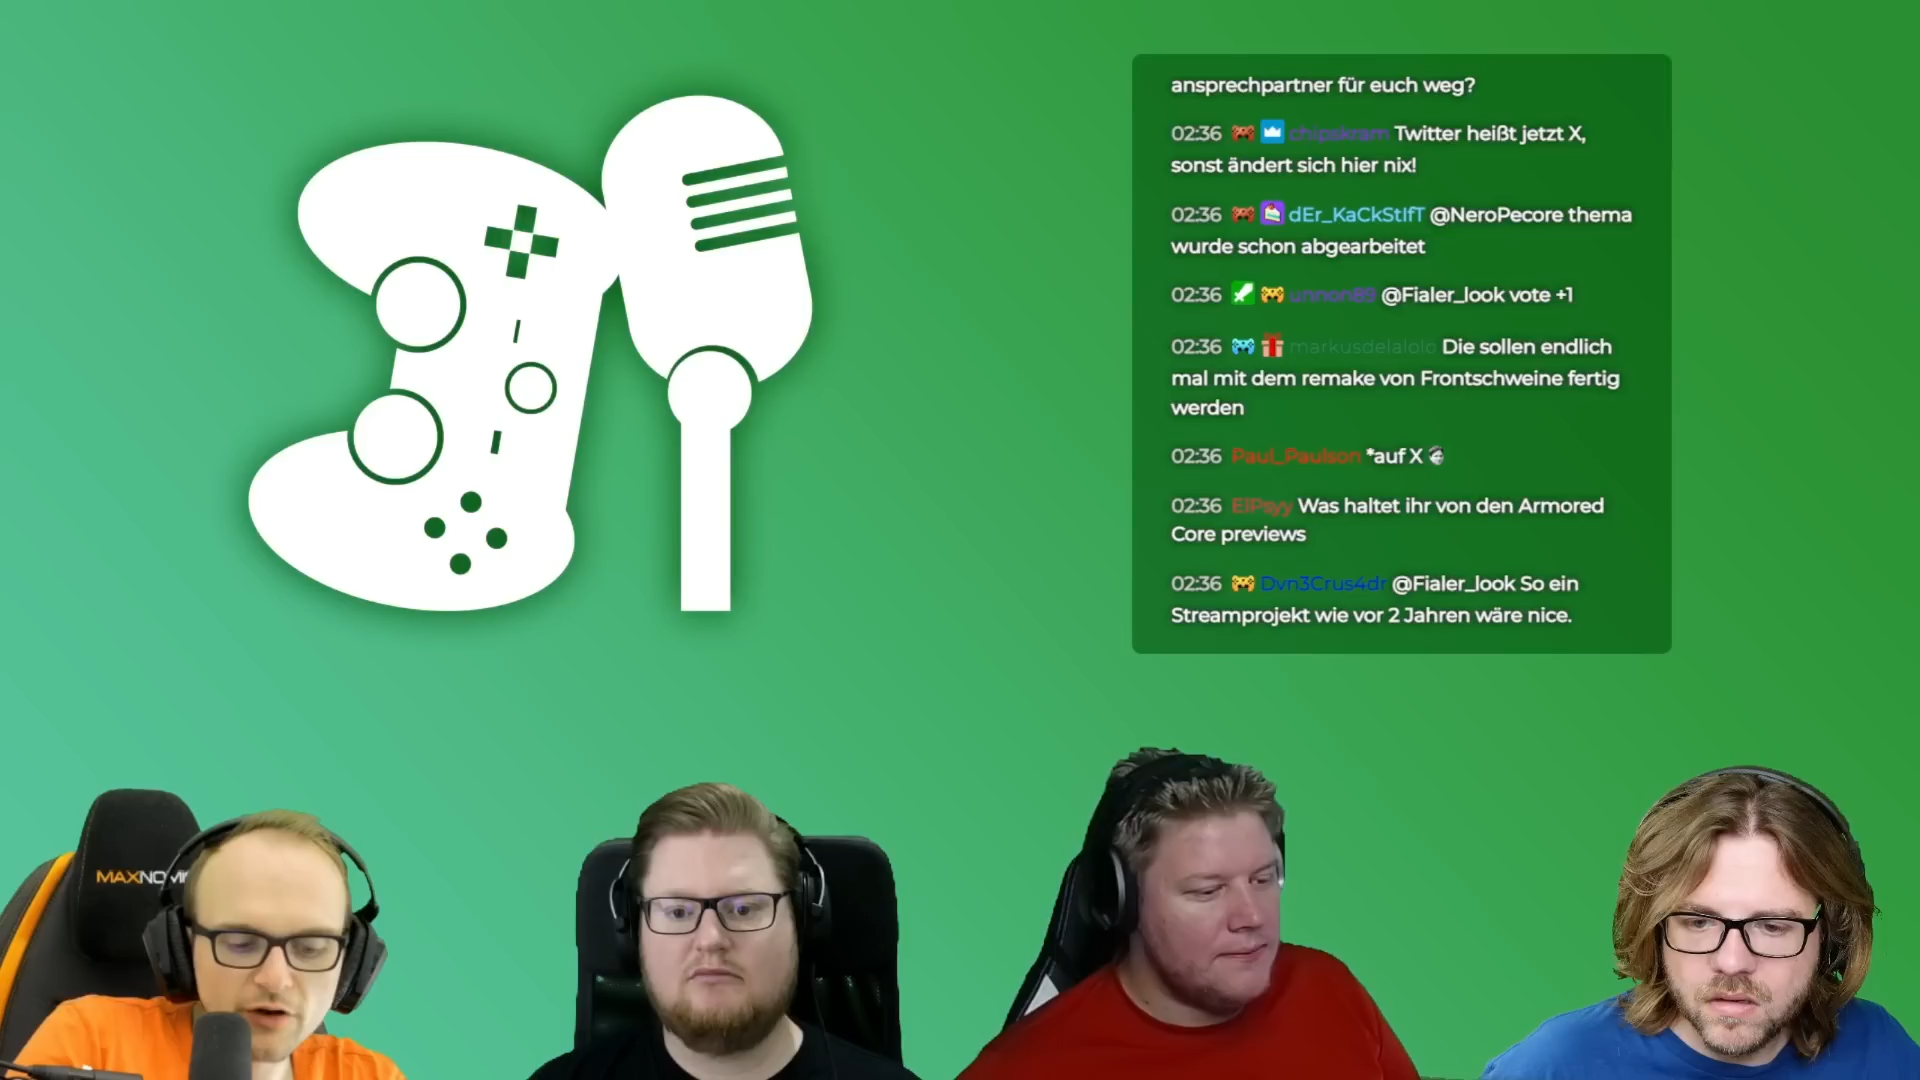 ansprechpartner für euch weg?
02:36 chipskram Twitter heißt jetzt X,
sonst ändert sich hier nix!
02:36 dEr_KaCkStIfT @NeroPecore thema
wurde schon abgearbeitet
02:36 unnon89 @Fialer_look vote +1
02:36 markusdelalolo Die sollen endlich
mal mit dem remake von Frontschweine fertig
werden
02:36 Paul_Paulson *auf X
02:36 ElPsyy Was haltet ihr von den Armored
Core previews
02:36 Dvn3Crus4dr @Fialer_look So ein
Streamprojekt wie vor 2 Jahren wäre nice.
MAXNOMI